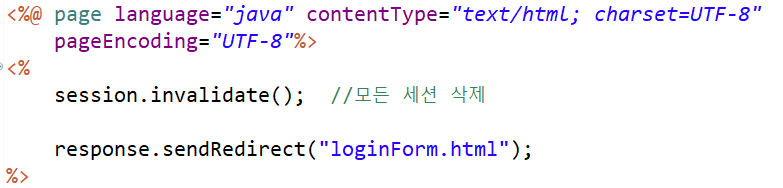 <%@ page language="java" contentType="text/html; charset=UTF-8"
    pageEncoding="UTF-8"%>
<%
    session.invalidate();  //모든 세션 삭제
    response.sendRedirect("loginForm.html");
%>